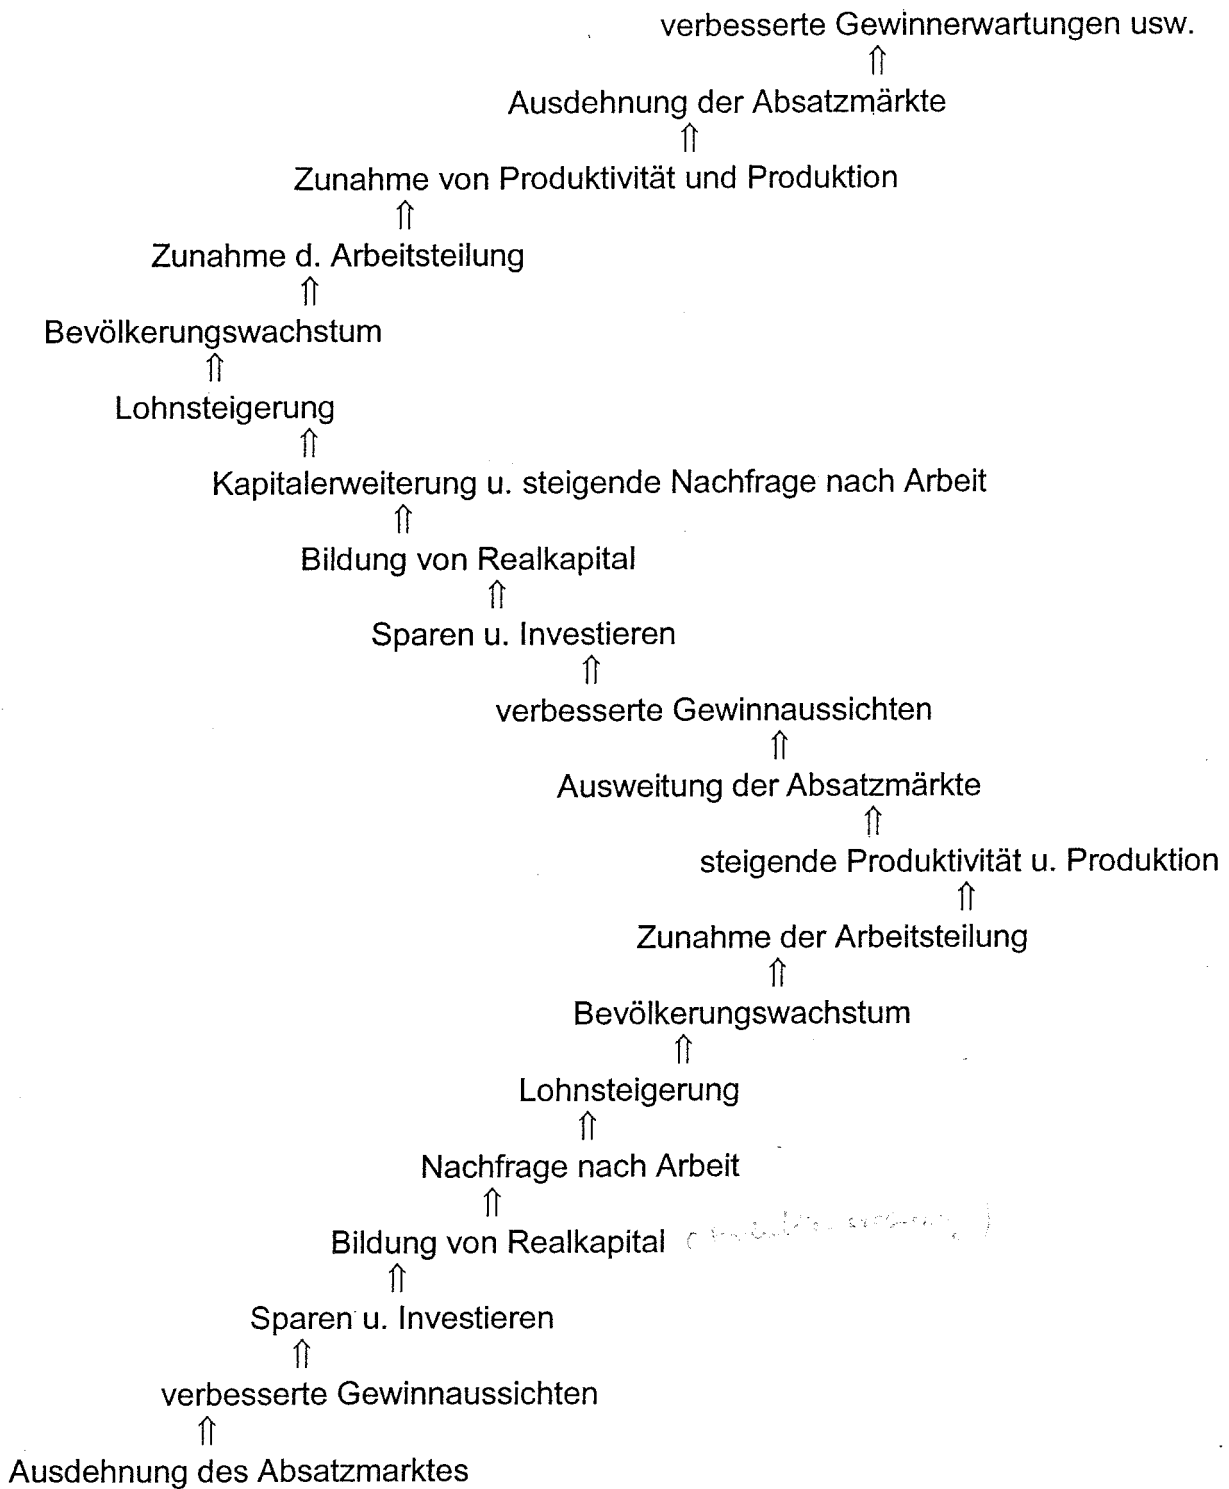 verbesserte Gewinnerwartungen usw.
⇑
Ausdehnung der Absatzmärkte
⇑
Zunahme von Produktivität und Produktion
⇑
Zunahme d. Arbeitsteilung
⇑
Bevölkerungswachstum
⇑
Lohnsteigerung
⇑
Kapitalerweiterung u. steigende Nachfrage nach Arbeit
⇑
Bildung von Realkapital
⇑
Sparen u. Investieren
⇑
verbesserte Gewinnaussichten
⇑
Ausweitung der Absatzmärkte
⇑
steigende Produktivität u. Produktion
⇑
Zunahme der Arbeitsteilung
⇑
Bevölkerungswachstum
⇑
Lohnsteigerung
⇑
Nachfrage nach Arbeit
⇑
Bildung von Realkapital
⇑
Sparen u. Investieren
⇑
verbesserte Gewinnaussichten
⇑
Ausdehnung des Absatzmarktes